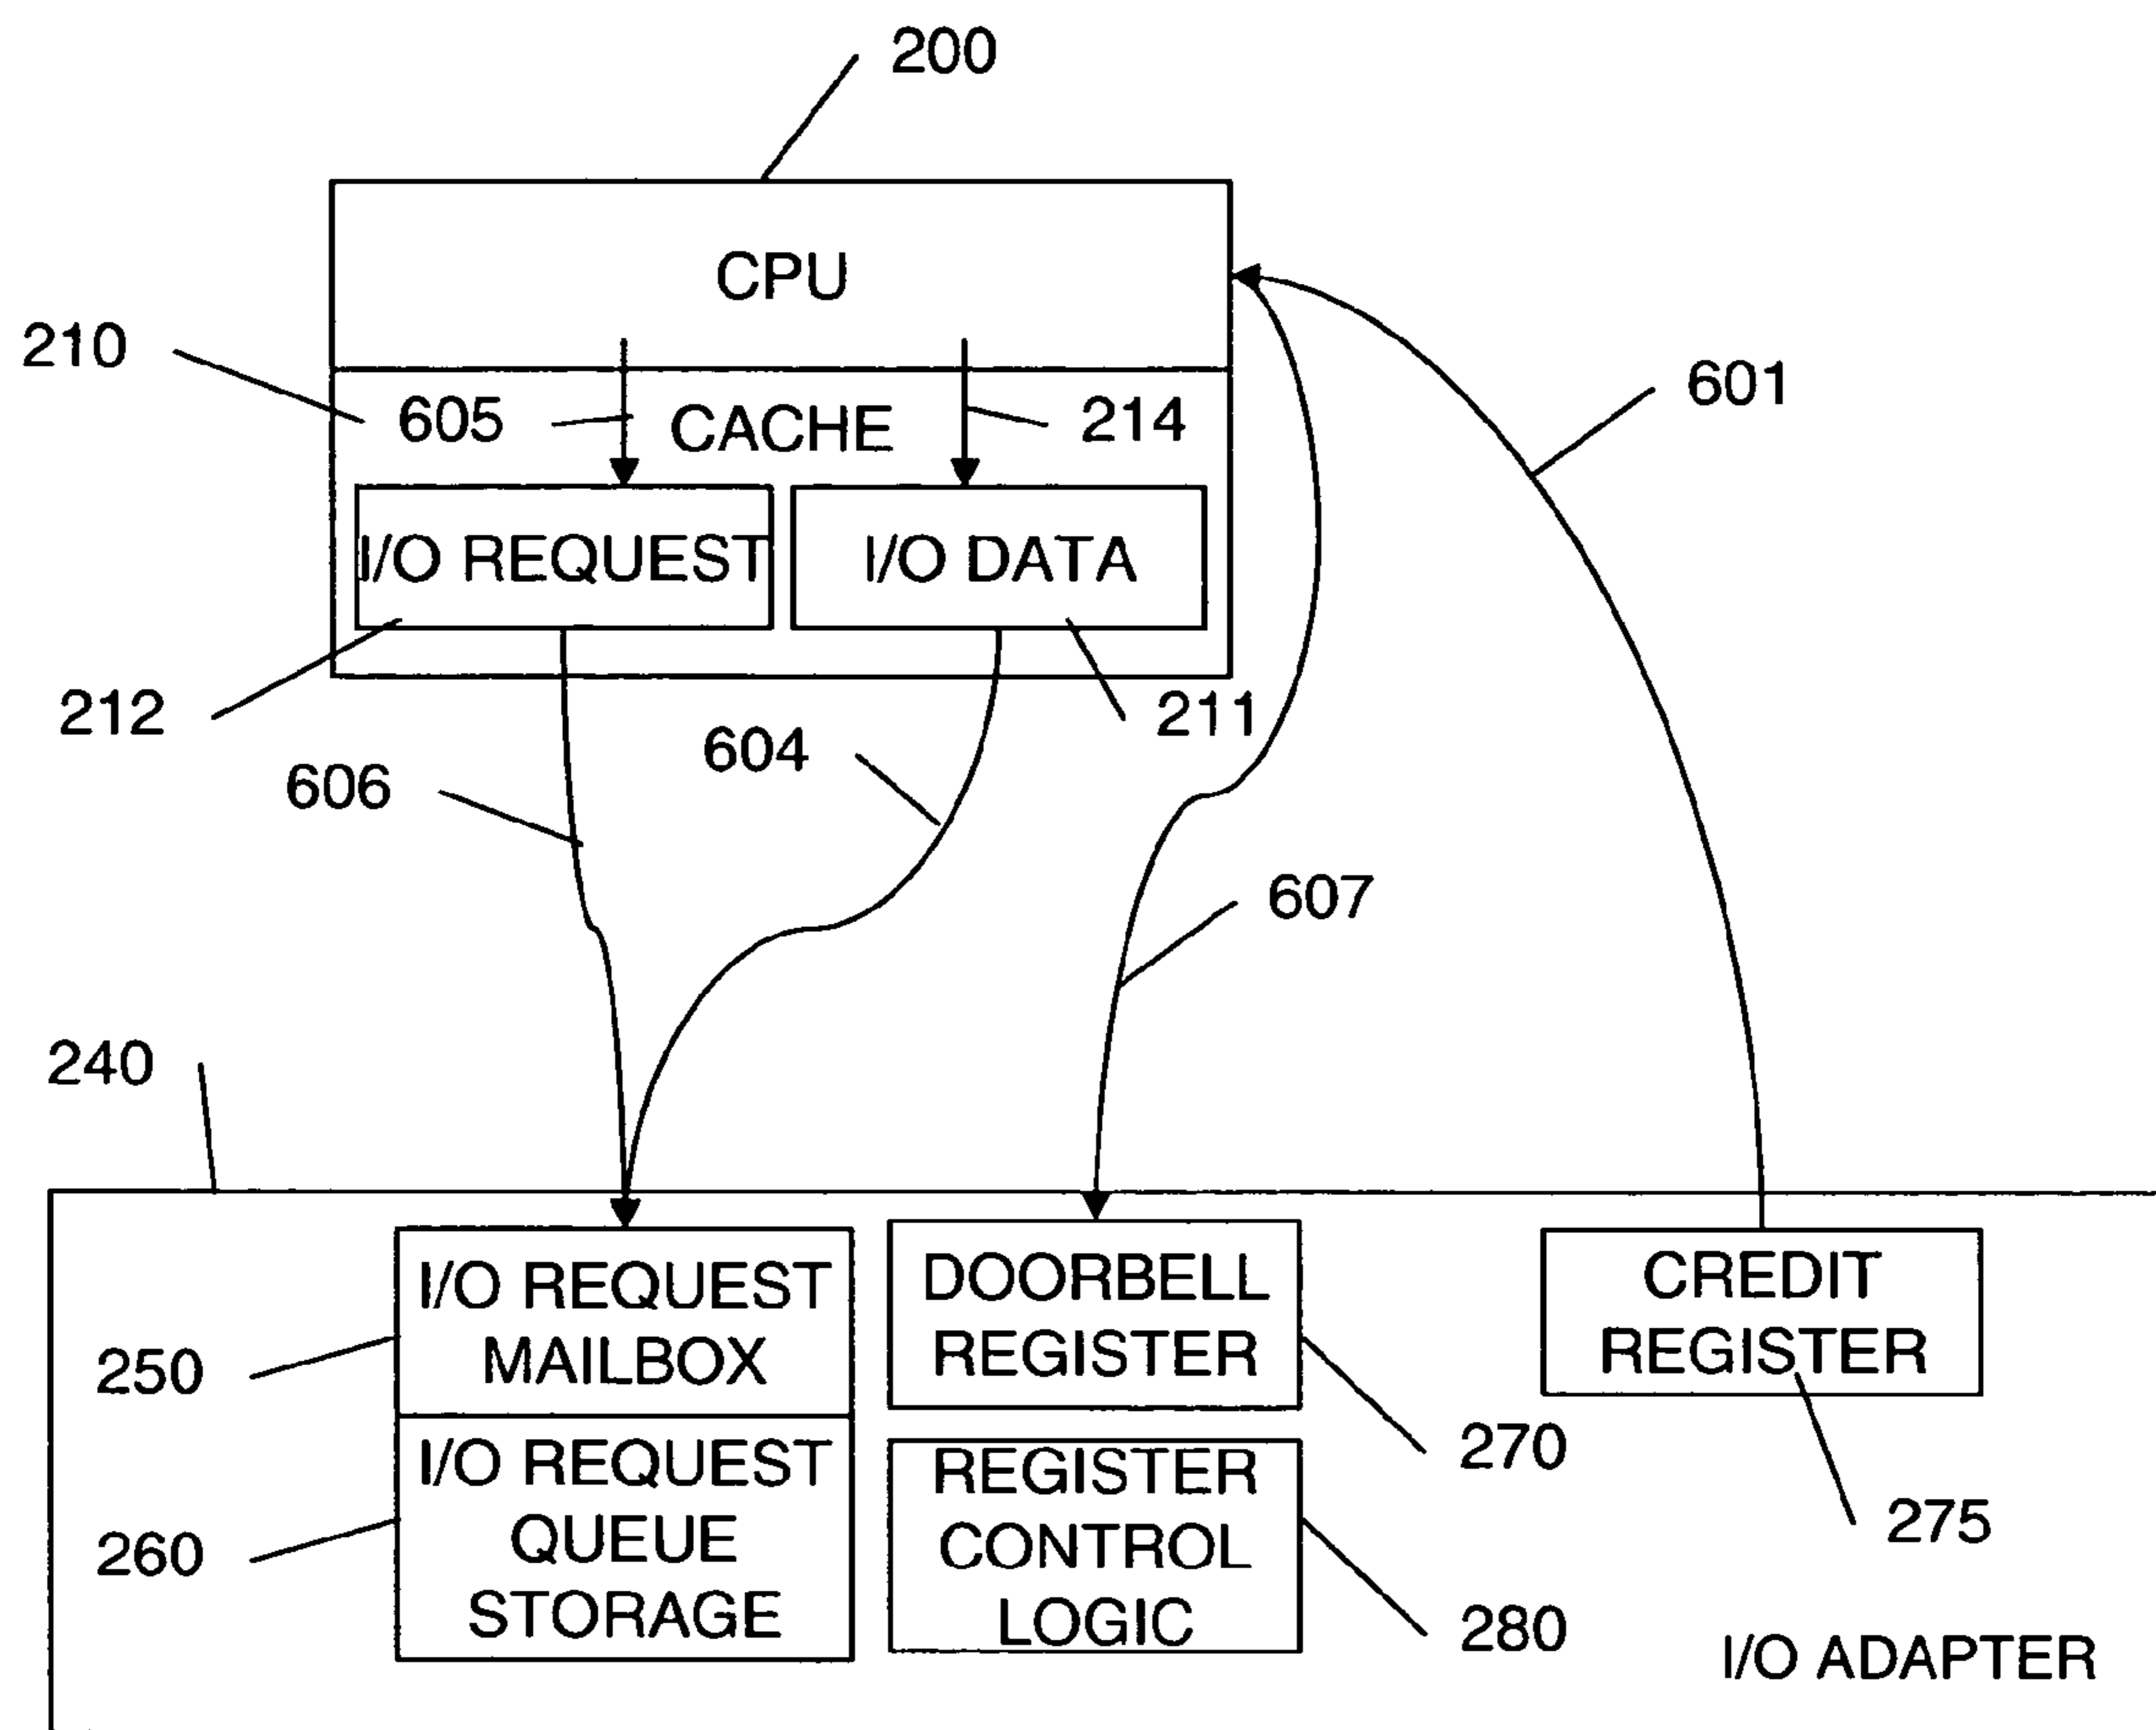 200
CPU
210
601
605
CACHE
214
I/O REQUEST
I/O DATA
212
211
604
606
607
240
I/O REQUEST
MAILBOX
DOORBELL
REGISTER
CREDIT
REGISTER
250
270
I/O REQUEST
QUEUE
STORAGE
REGISTER
CONTROL
LOGIC
275
260
280
I/O ADAPTER